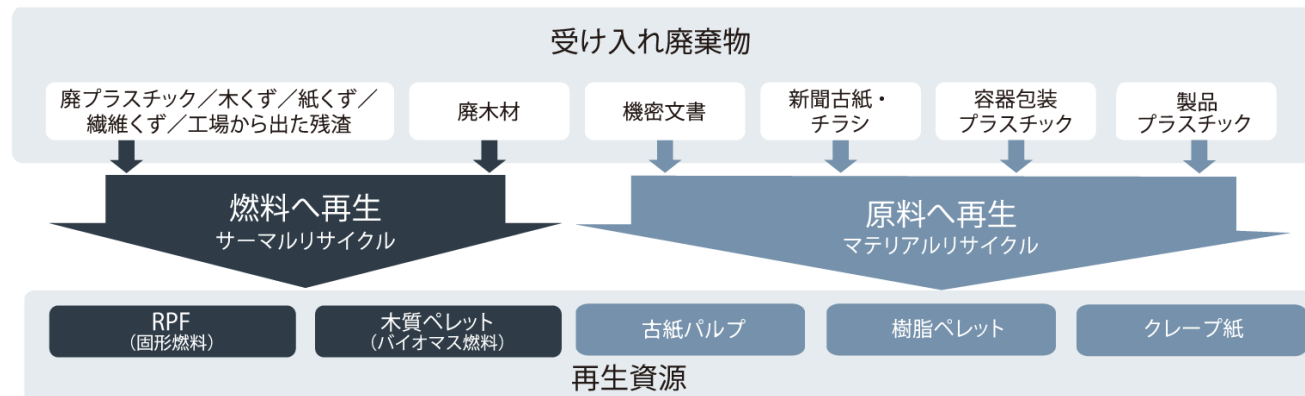 受け入れ廃棄物
廃プラスチック／木くず／紙くず／
繊維くず／工場から出た残渣
廃木材
機密文書
新聞古紙・
チラシ
容器包装
プラスチック
製品
プラスチック
燃料へ再生
サーマルリサイクル
原料へ再生
マテリアルリサイクル
RPF
（固形燃料）
木質ペレット
（バイオマス燃料）
古紙パルプ
樹脂ペレット
クレープ紙
再生資源